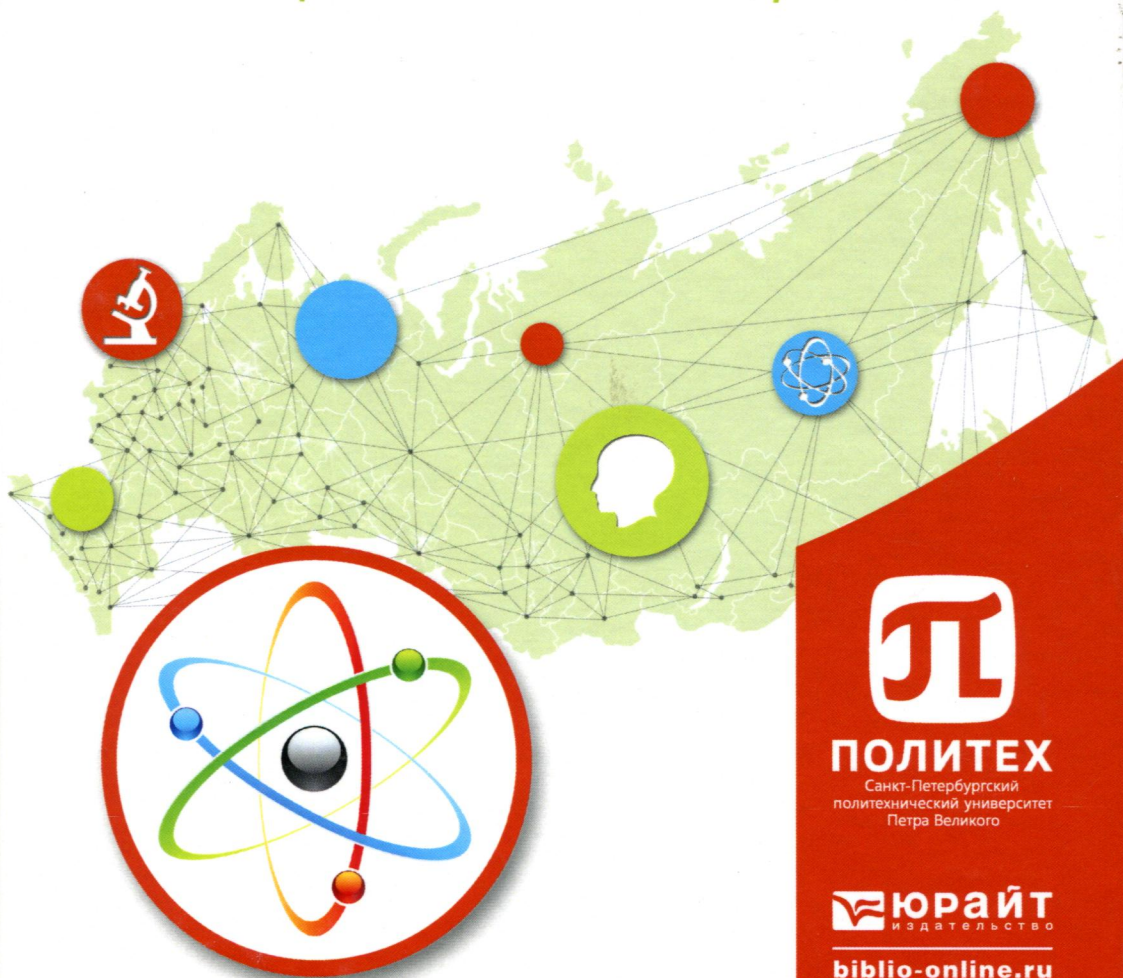 ПОЛИТЕХ
Санкт-Петербургский
политехнический университет
Петра Великого
юрайт
издательство
biblio-online.ru